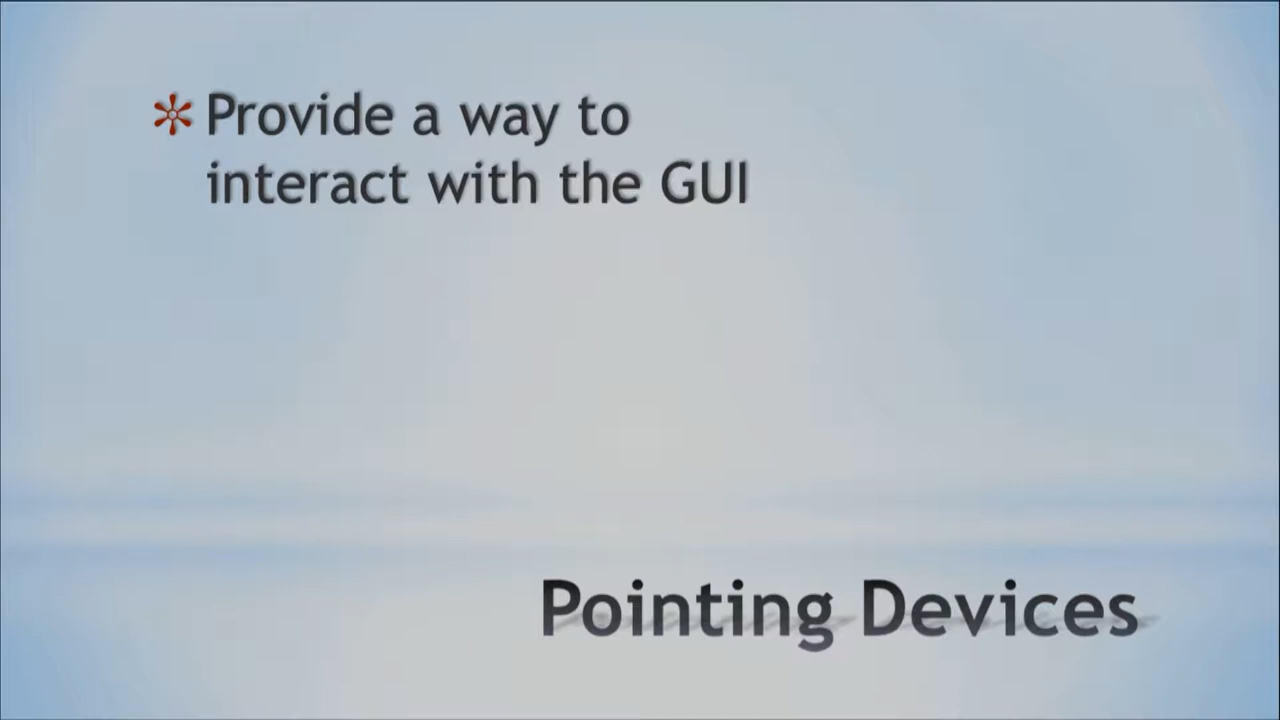 * Provide a way to
interact with the GUI
Pointing Devices